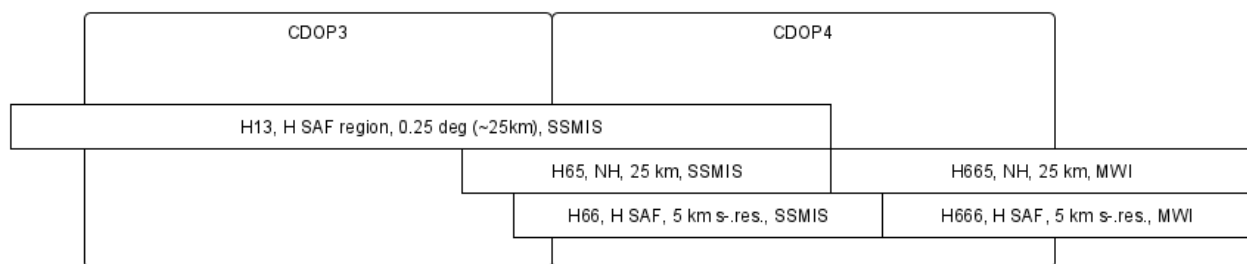 CDOP3
CDOP4
H13, H SAF region, 0.25 deg (~25km), SSMIS
H65, NH, 25 km, SSMIS
H665, NH, 25 km, MWI
H66, H SAF, 5 km s-.res., SSMIS
H666, H SAF, 5 km s-.res., MWI